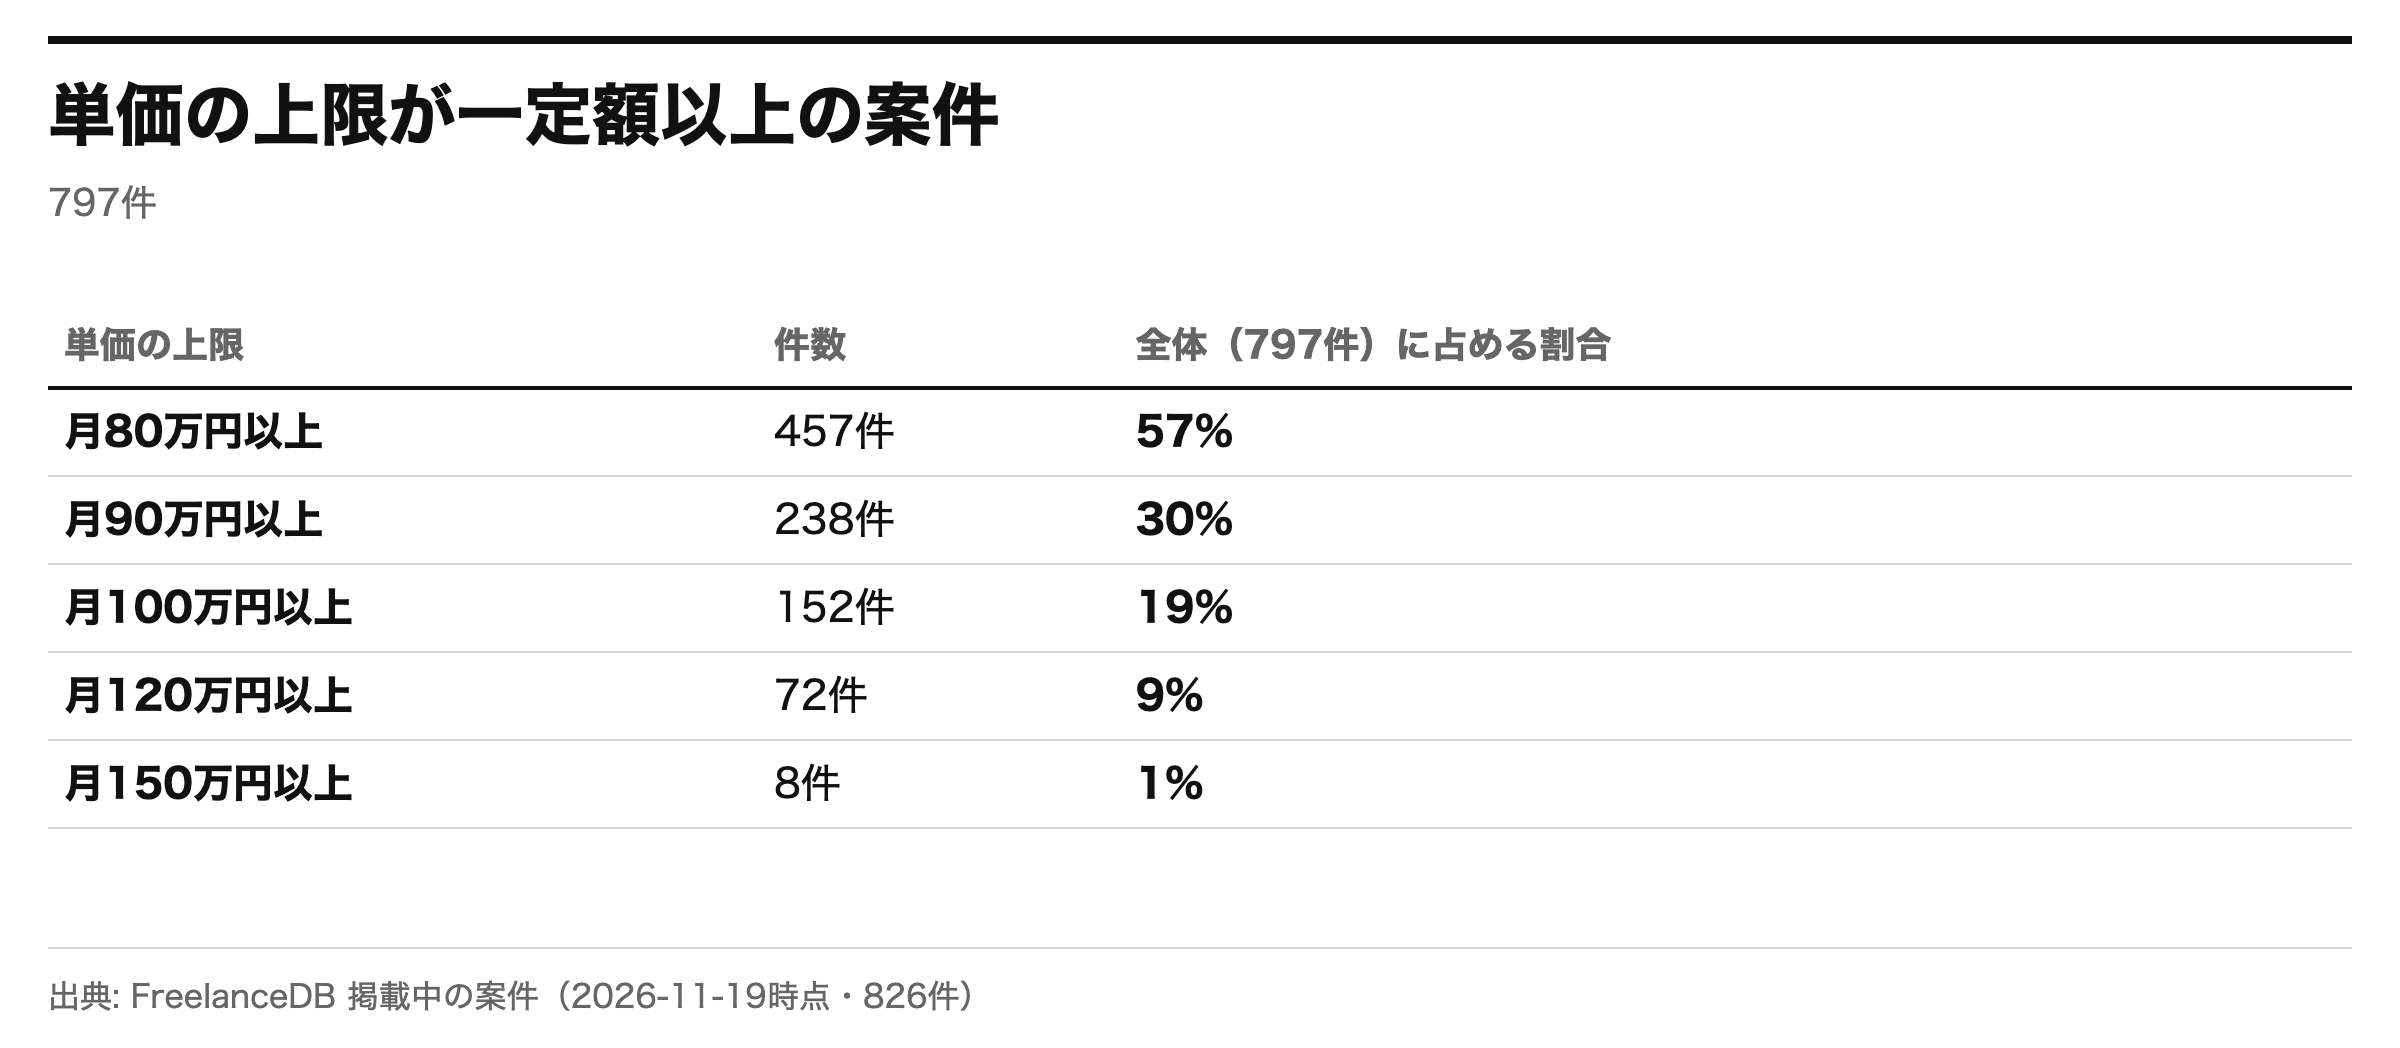 単価の上限が一定額以上の案件
797件
単価の上限 件数 全体（797件）に占める割合
月80万円以上 457件 57%
月90万円以上 238件 30%
月100万円以上 152件 19%
月120万円以上 72件 9%
月150万円以上 8件 1%
出典: FreelanceDB 掲載中の案件（2026-11-19時点・826件）